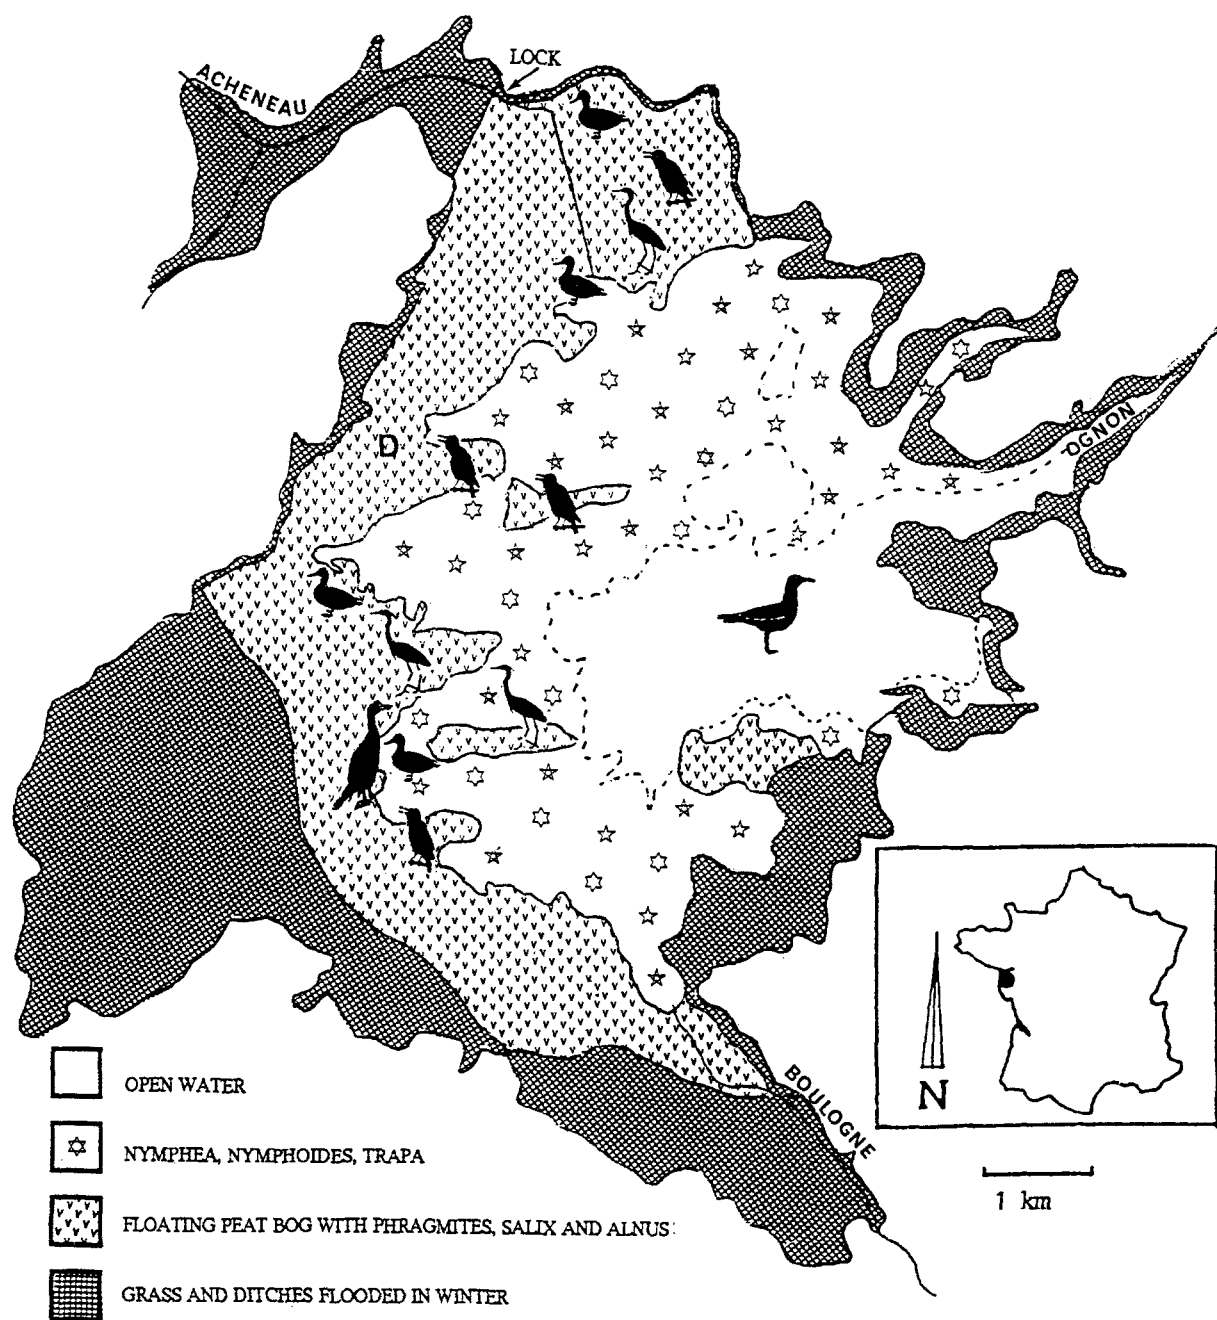 LOCK
ACHENEAU
D
OGNON
BOULOGNE
N
1 km
OPEN WATER
NYMPHEA, NYMPHOIDES, TRAPA
FLOATING PEAT BOG WITH PHRAGMITES, SALIX AND ALNUS
GRASS AND DITCHES FLOODED IN WINTER